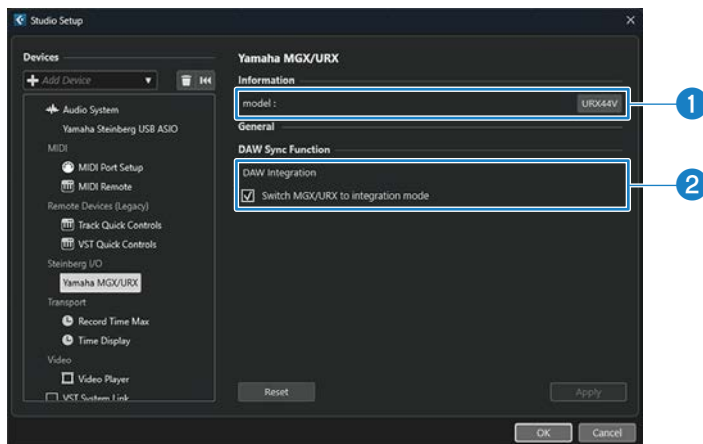 Studio Setup
Devices
Add Device
Audio System
Yamaha Steinberg USB ASIO
MIDI
MIDI Port Setup
MIDI Remote
Remote Devices (Legacy)
Track Quick Controls
VST Quick Controls
Steinberg I/O
Yamaha MGX/URX
Transport
Record Time Max
Time Display
Video
Video Player
VST System Link
Yamaha MGX/URX
Information
model : URX44V
1
General
DAW Sync Function
DAW Integration
Switch MGX/URX to integration mode
2
Reset Apply
OK Cancel